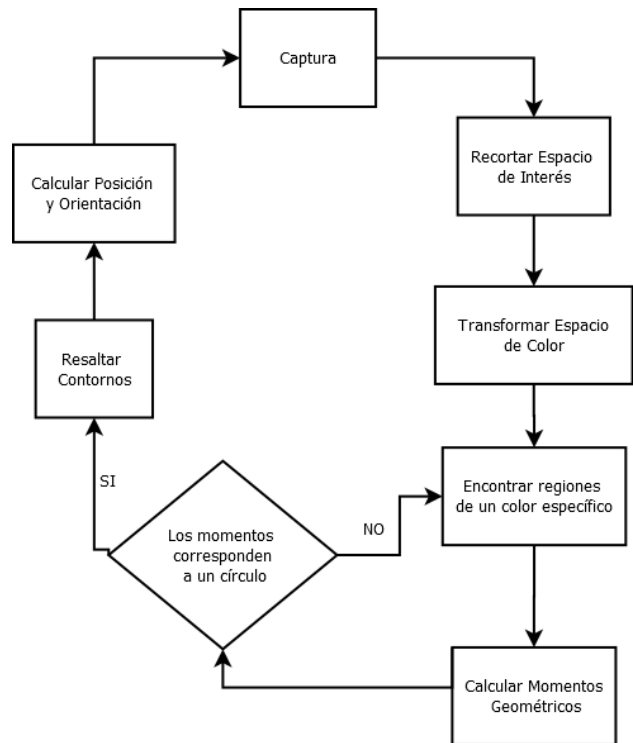 Captura
Recortar Espacio
de Interés
Calcular Posición
y Orientación
Transformar Espacio
de Color
Resaltar
Contornos
Encontrar regiones
de un color específico
SI
NO
Los momentos
corresponden
a un círculo
Calcular Momentos
Geométricos